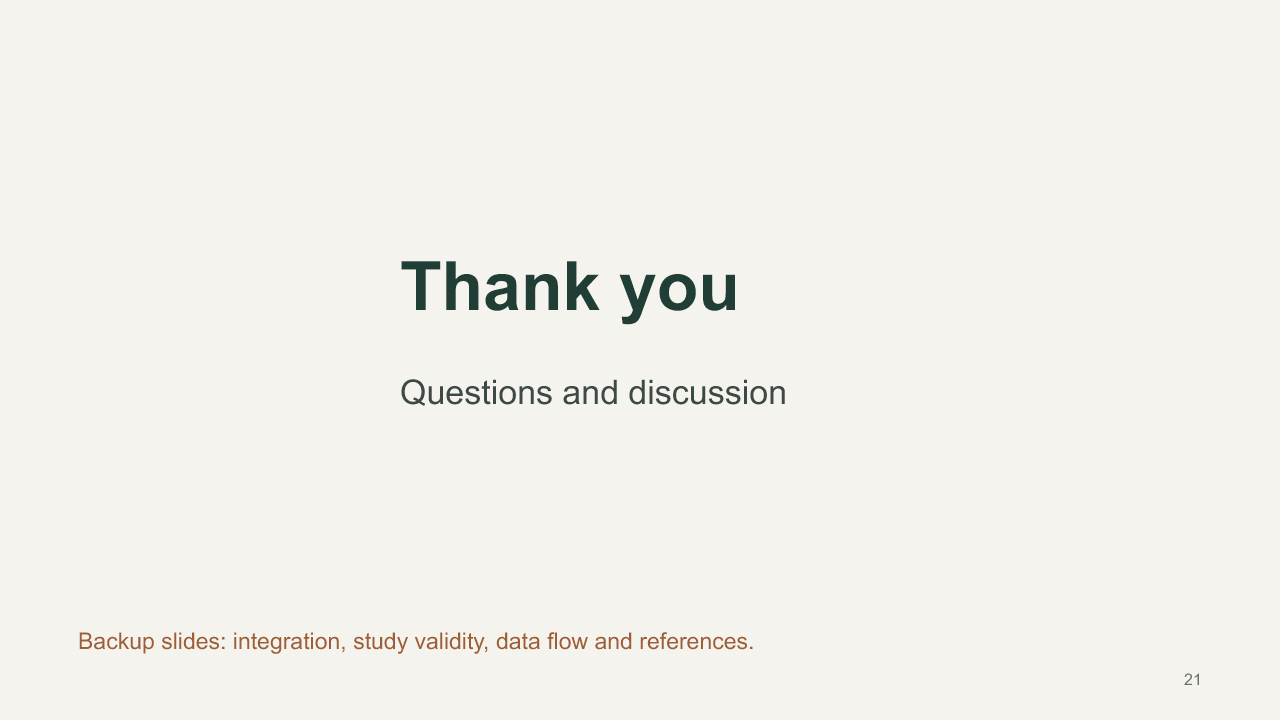 Thank you
Questions and discussion
Backup slides: integration, study validity, data flow and references.
21